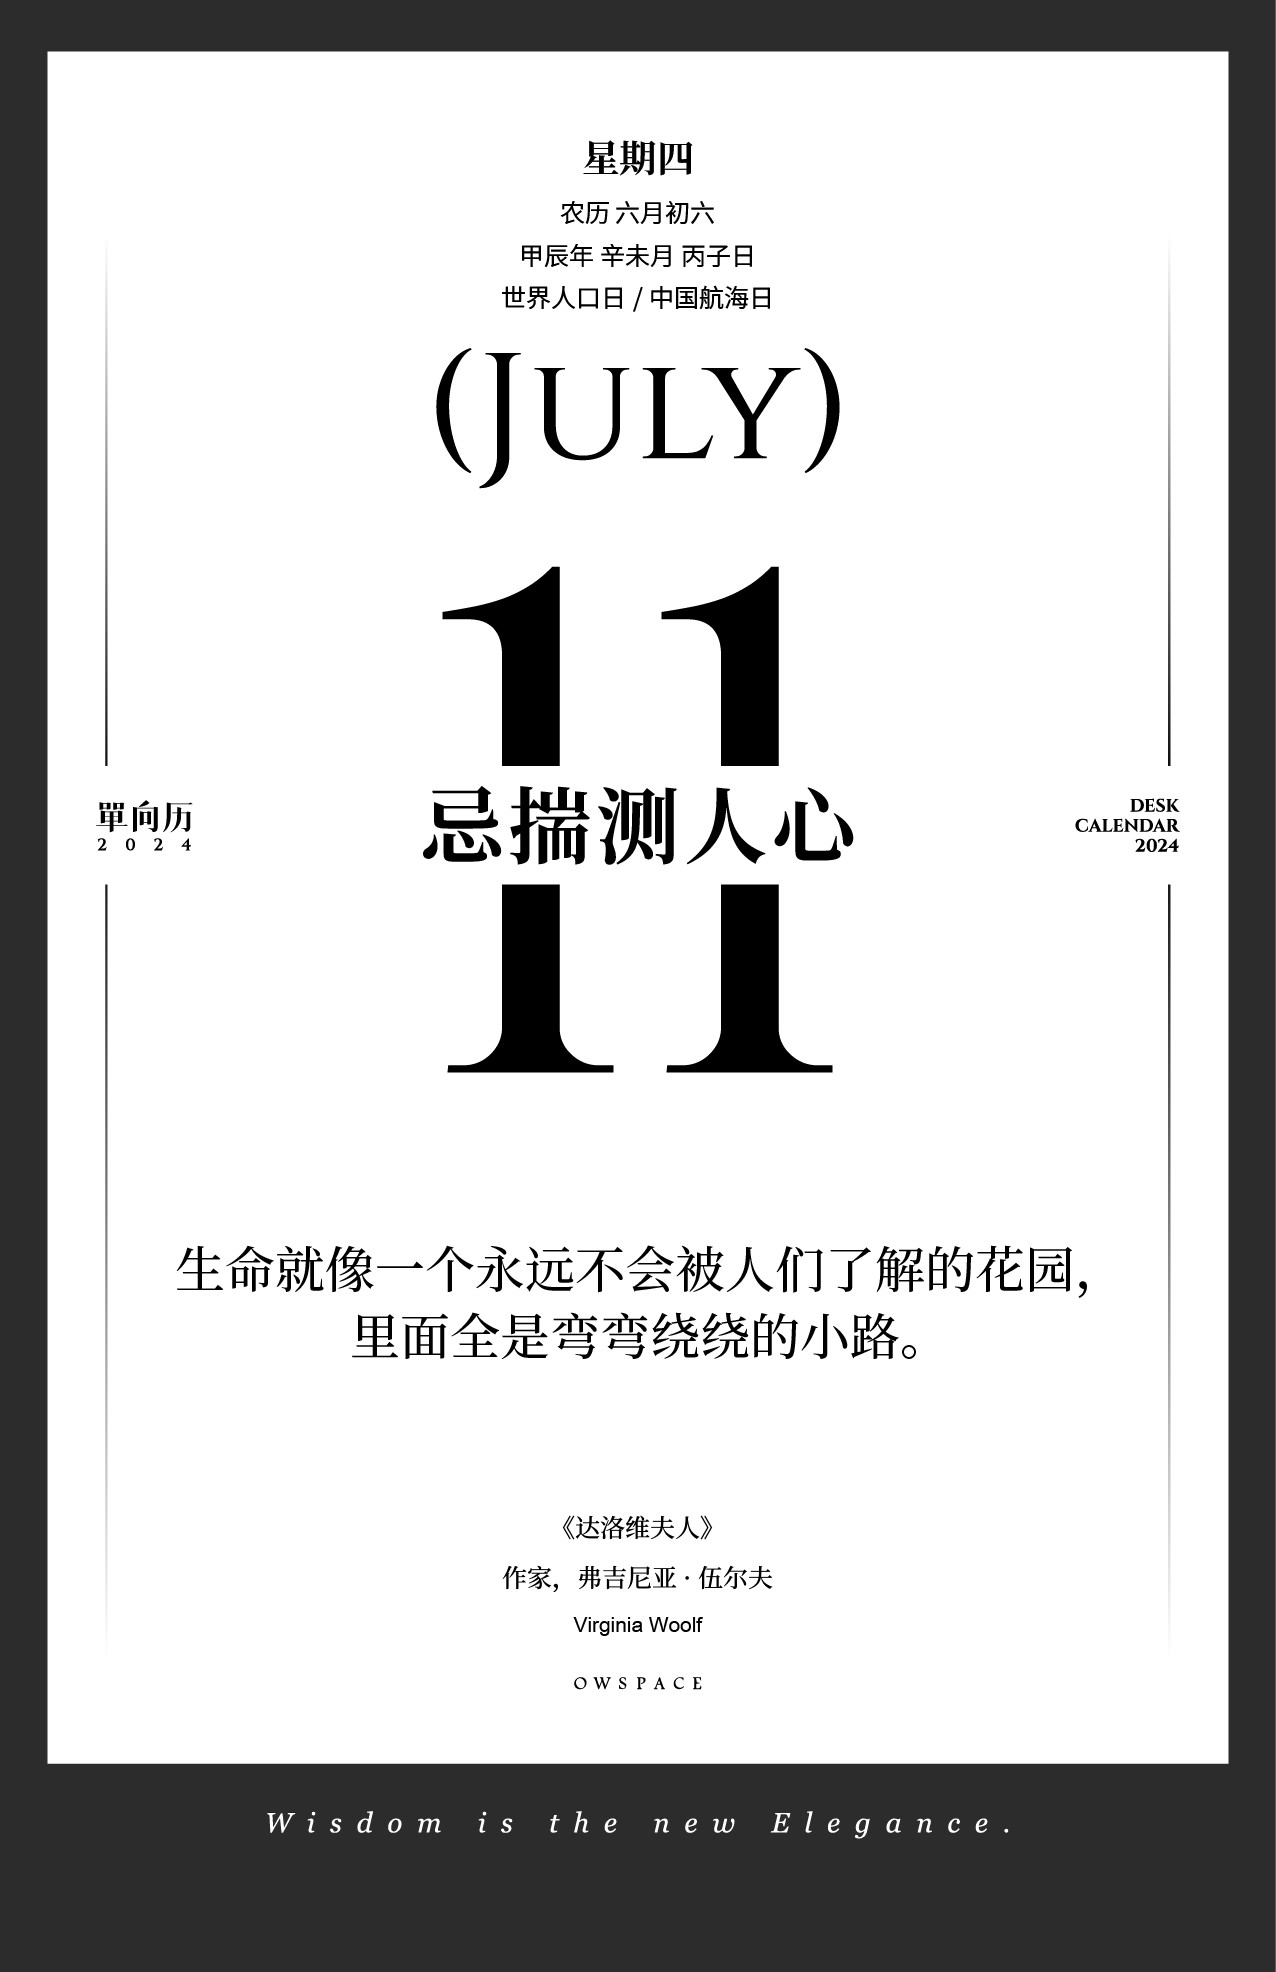 星期四
农历 六月初六
甲辰年 辛未月 丙子日
世界人口日 / 中国航海日
(JULY)
11
忌揣测人心
單向历
2024
DESK
CALENDAR
2024
生命就像一个永远不会被人们了解的花园，
里面全是弯弯绕绕的小路。
《达洛维夫人》
作家，弗吉尼亚 · 伍尔夫
Virginia Woolf
OWSPACE
Wisdom is the new Elegance.